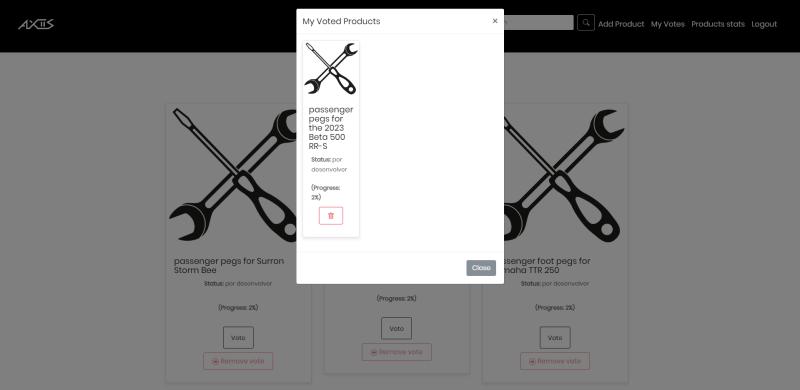 AXIIS
Add Product
My Votes
Products stats
Logout
My Voted Products
×
passenger
pegs for
the 2023
Beta 500
RR-S
Status: por
desenvolver
(Progress:
2%)
Close
passenger pegs for Surron
Storm Bee
Status: por desenvolver
(Progress: 2%)
Vote
Remove vote
(Progress: 2%)
Vote
Remove vote
ssenger foot pegs for
maha TTR 250
Status: por desenvolver
(Progress: 2%)
Vote
Remove vote